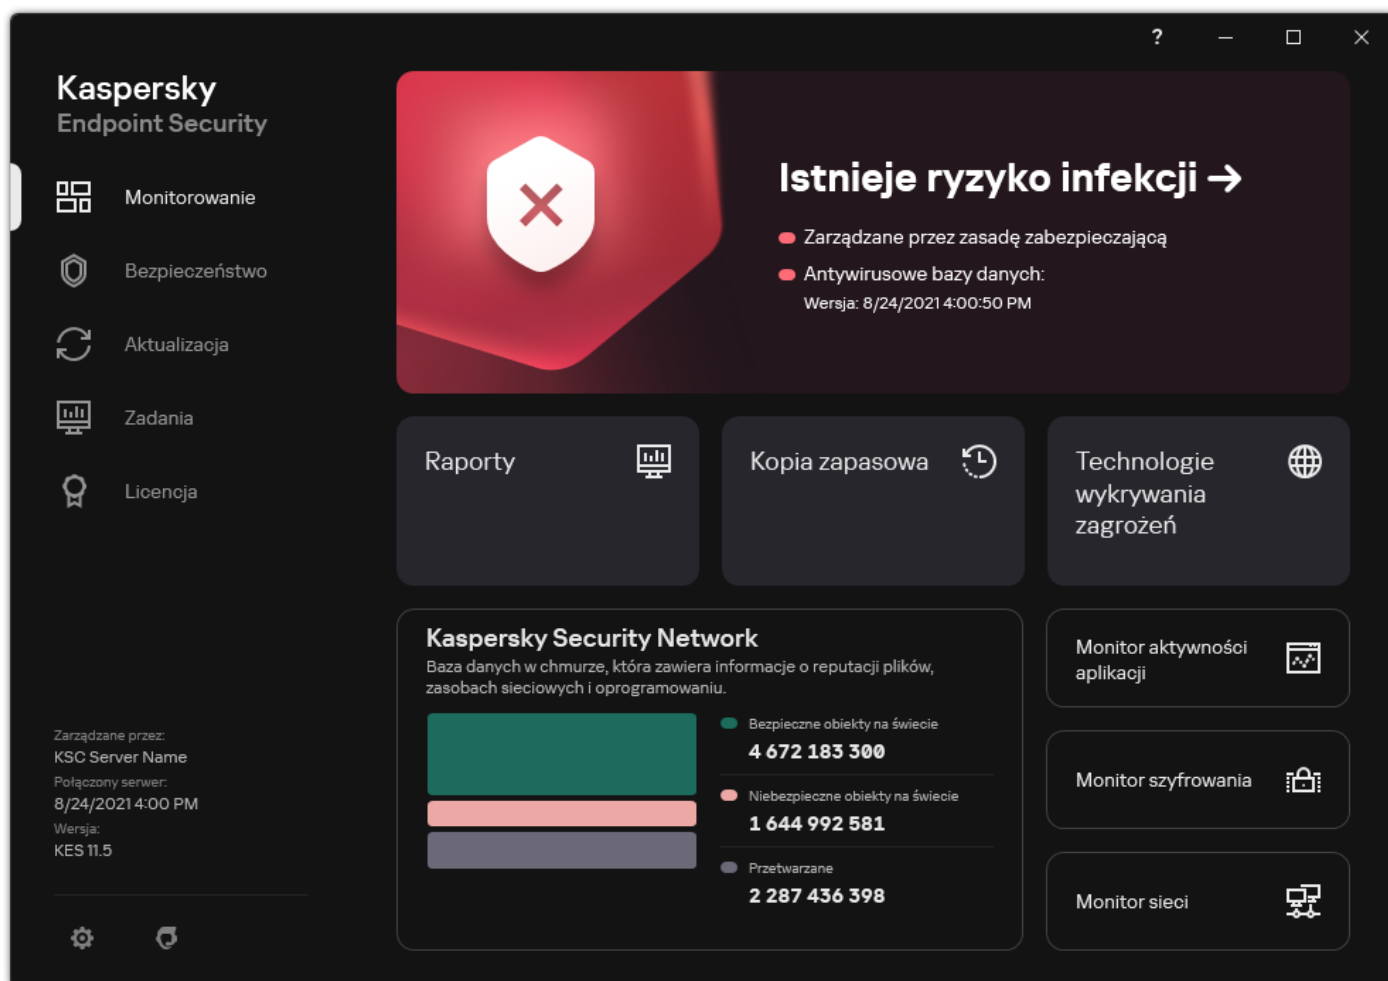 ?
Kaspersky
Endpoint Security
Monitorowanie
Bezpieczeństwo
Aktualizacja
Zadania
Licencja
Zarządzane przez:
KSC Server Name
Połączony serwer:
8/24/2021 4:00 PM
Wersja:
KES 11.5
Istnieje ryzyko infekcji →
Zarządzane przez zasadę zabezpieczającą
Antywirusowe bazy danych:
Wersja: 8/24/2021 4:00:50 PM
Raporty
Kopia zapasowa
Technologie
wykrywania
zagrożeń
Kaspersky Security Network
Baza danych w chmurze, która zawiera informacje o reputacji plików,
zasobach sieciowych i oprogramowaniu.
Bezpieczne obiekty na świecie
4 672 183 300
Niebezpieczne obiekty na świecie
1 644 992 581
Przetwarzane
2 287 436 398
Monitor aktywności
aplikacji
Monitor szyfrowania
Monitor sieci